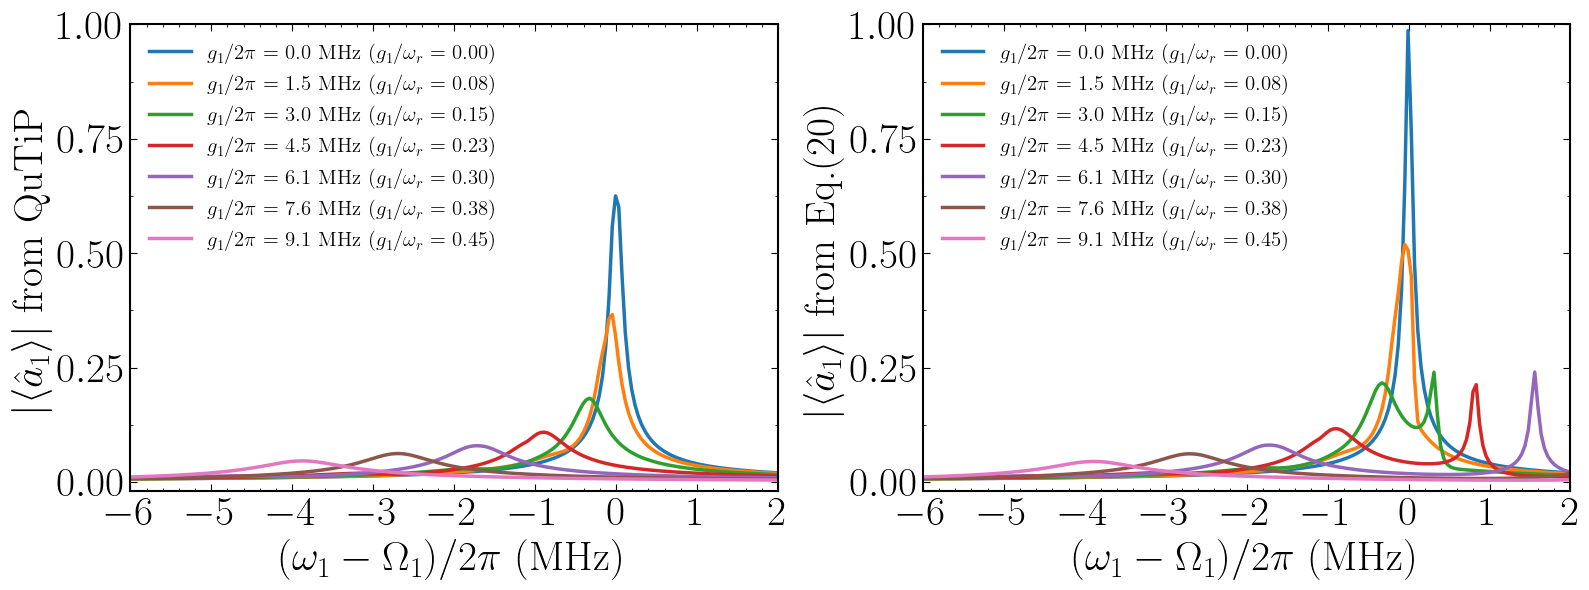 |⟨â₁⟩| from QuTiP
1.00
0.75
0.50
0.25
0.00
g₁/2π = 0.0 MHz (g₁/ωᵣ = 0.00)
g₁/2π = 1.5 MHz (g₁/ωᵣ = 0.08)
g₁/2π = 3.0 MHz (g₁/ωᵣ = 0.15)
g₁/2π = 4.5 MHz (g₁/ωᵣ = 0.23)
g₁/2π = 6.1 MHz (g₁/ωᵣ = 0.30)
g₁/2π = 7.6 MHz (g₁/ωᵣ = 0.38)
g₁/2π = 9.1 MHz (g₁/ωᵣ = 0.45)
−6 −5 −4 −3 −2 −1 0 1 2
(ω₁ − Ω₁)/2π (MHz)
|⟨â₁⟩| from Eq.(20)
1.00
0.75
0.50
0.25
0.00
g₁/2π = 0.0 MHz (g₁/ωᵣ = 0.00)
g₁/2π = 1.5 MHz (g₁/ωᵣ = 0.08)
g₁/2π = 3.0 MHz (g₁/ωᵣ = 0.15)
g₁/2π = 4.5 MHz (g₁/ωᵣ = 0.23)
g₁/2π = 6.1 MHz (g₁/ωᵣ = 0.30)
g₁/2π = 7.6 MHz (g₁/ωᵣ = 0.38)
g₁/2π = 9.1 MHz (g₁/ωᵣ = 0.45)
−6 −5 −4 −3 −2 −1 0 1 2
(ω₁ − Ω₁)/2π (MHz)